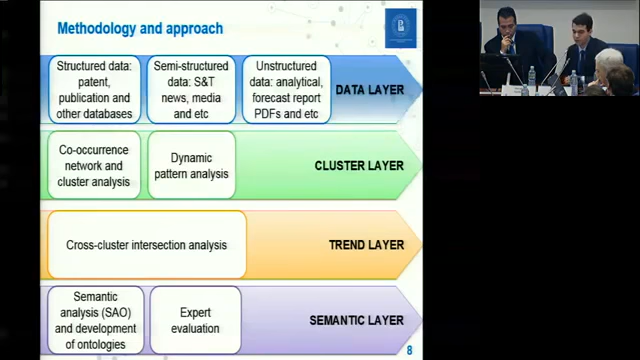 Methodology and approach
Structured data:
patent,
publication and
other databases
Semi-structured
data: S&T
news, media
and etc
Unstructured
data: analytical,
forecast report
PDFs and etc
DATA LAYER
Co-occurrence
network and
cluster analysis
Dynamic
pattern analysis
CLUSTER LAYER
Cross-cluster intersection analysis
TREND LAYER
Semantic
analysis (SAO)
and development
of ontologies
Expert
evaluation
SEMANTIC LAYER
8